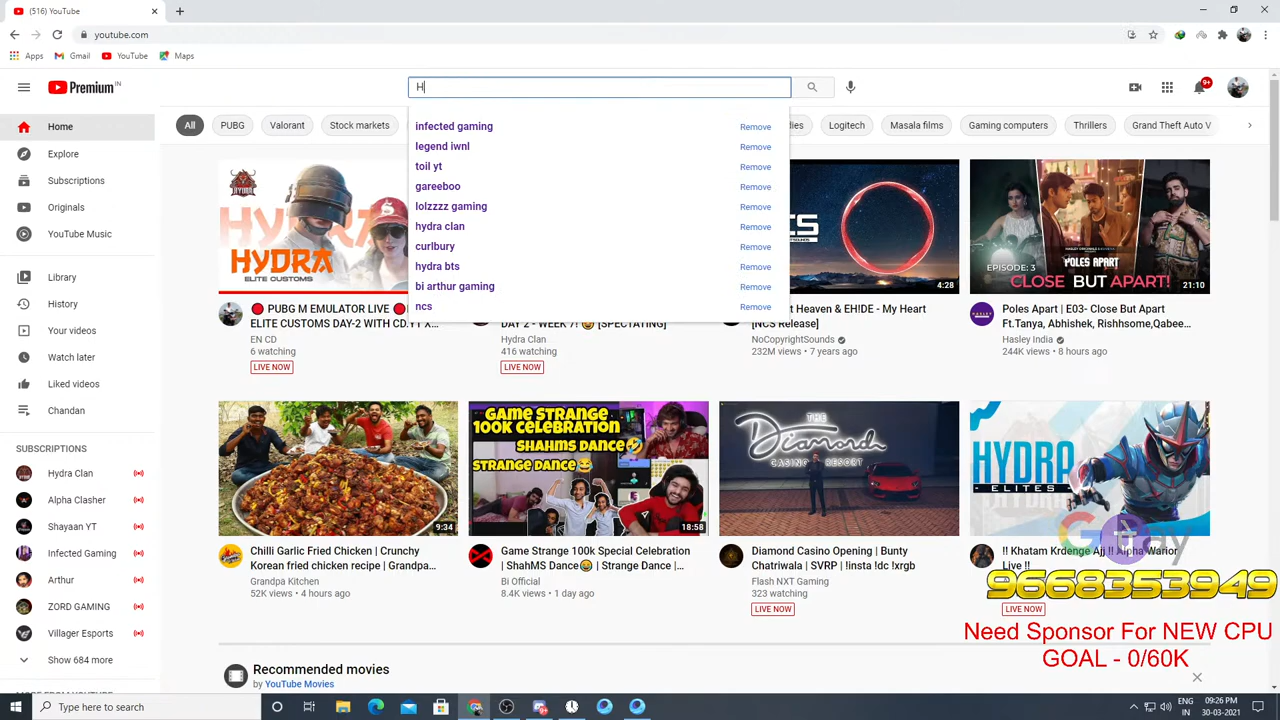 (516) YouTube
youtube.com
Apps Gmail YouTube Maps
Premium IN
H
9+
Home
Explore
Subscriptions
Originals
YouTube Music
Library
History
Your videos
Watch later
Liked videos
Chandan
SUBSCRIPTIONS
Hydra Clan
Alpha Clasher
Shayaan YT
Infected Gaming
Arthur
ZORD GAMING
Villager Esports
Show 684 more
All PUBG Valorant Stock markets Logitech Masala films Gaming computers Thrillers Grand Theft Auto V
infected gaming Remove
legend iwnl Remove
toil yt Remove
gareeboo Remove
lolzzzz gaming Remove
hydra clan Remove
curlbury Remove
hydra bts Remove
bi arthur gaming Remove
ncs Remove
HYDRA
HYDRA
ELITE CUSTOMS
🔴 PUBG M EMULATOR LIVE 🔴
ELITE CUSTOMS DAY-2 WITH CD.YT X...
EN CD
6 watching
LIVE NOW
DAY 2 - WEEK 7! 😂 [SPECTATING]
Hydra Clan
416 watching
LIVE NOW
4:28
Heaven & EH!DE - My Heart
[NCS Release]
NoCopyrightSounds
232M views • 7 years ago
HASLEY ORIGINALS
POLES APART
EPISODE: 3
CLOSE BUT APART!
21:10
Poles Apart | E03- Close But Apart
Ft.Tanya, Abhishek, Rishhsome,Qabee...
Hasley India
244K views • 8 hours ago
9:34
Chilli Garlic Fried Chicken | Crunchy
Korean fried chicken recipe | Grandpa...
Grandpa Kitchen
52K views • 4 hours ago
GAME STRANGE
100K CELEBRATION
SHAHMS DANCE🤣
STRANGE DANCE😂
18:58
Game Strange 100k Special Celebration
| ShahMS Dance😂 | Strange Dance |...
Bi Official
8.4K views • 1 day ago
THE
Diamond
CASINO & RESORT
Diamond Casino Opening | Bunty
Chatriwala | SVRP | !insta !dc !xrgb
Flash NXT Gaming
323 watching
LIVE NOW
HYDRA
ELITES
!! Khatam Krdenge Ajj !! Alpha Warior
Live !!
LIVE NOW
G Pay
9668353949
Need Sponsor For NEW CPU
GOAL - 0/60K
Recommended movies
by YouTube Movies
Type here to search
ENG
IN
09:26 PM
30-03-2021